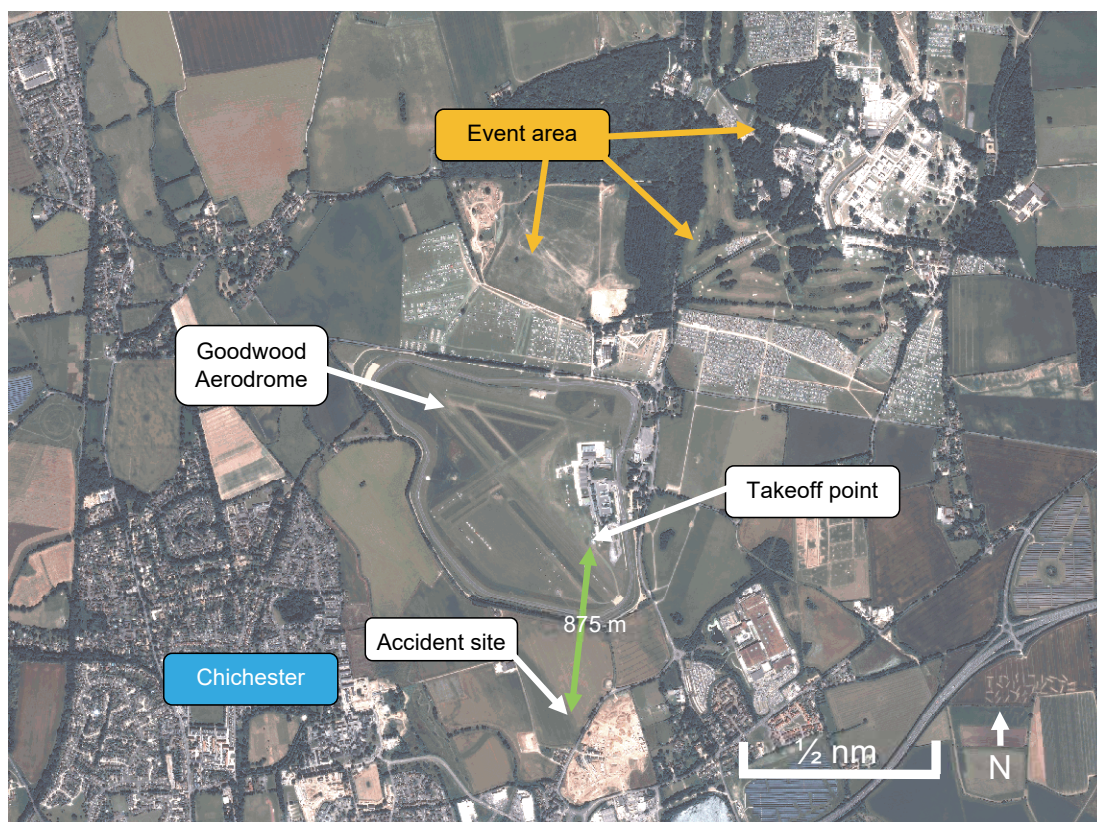 Event area
Goodwood
Aerodrome
Takeoff point
875 m
Accident site
Chichester
½ nm
N